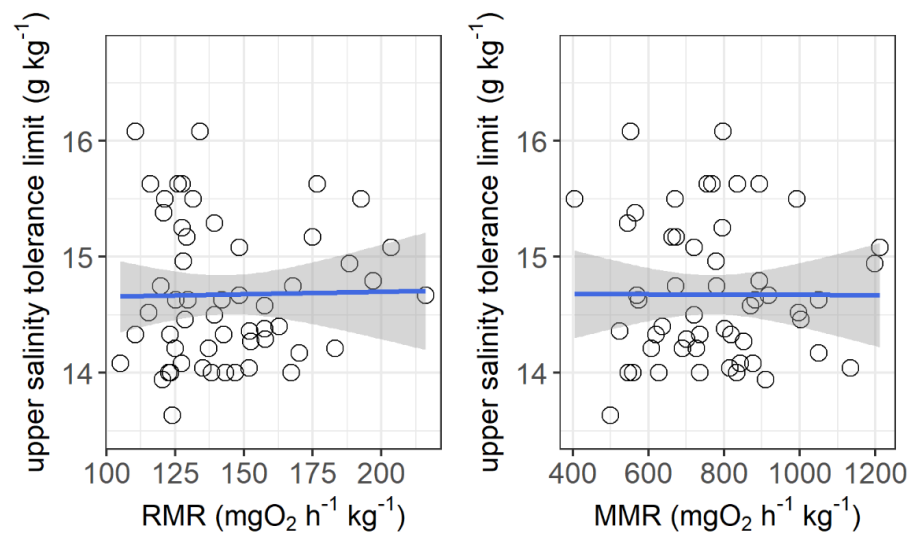 upper salinity tolerance limit (g kg⁻¹)
16
15
14
100 125 150 175 200
RMR (mgO₂ h⁻¹ kg⁻¹)
upper salinity tolerance limit (g kg⁻¹)
16
15
14
400 600 800 1000 1200
MMR (mgO₂ h⁻¹ kg⁻¹)